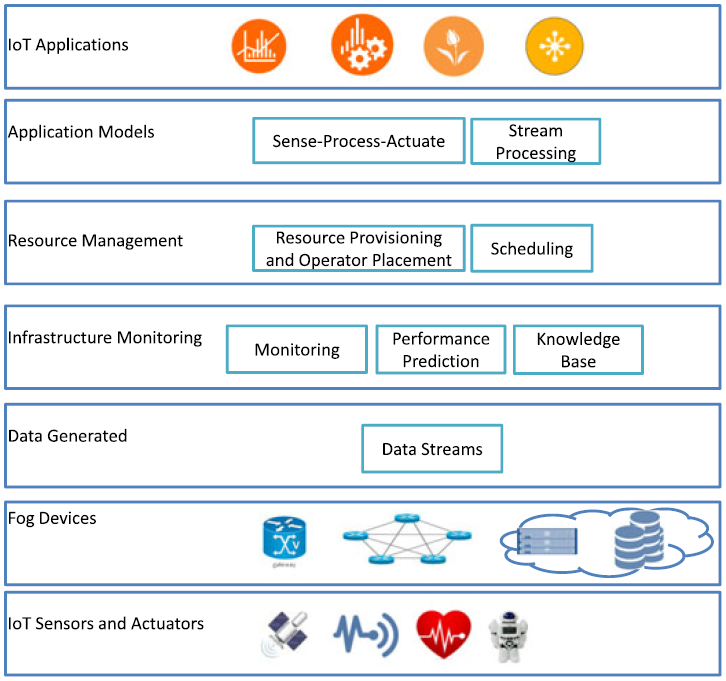 IoT Applications
Application Models
Sense-Process-Actuate
Stream
Processing
Resource Management
Resource Provisioning
and Operator Placement
Scheduling
Infrastructure Monitoring
Monitoring
Performance
Prediction
Knowledge
Base
Data Generated
Data Streams
Fog Devices
gateway
IoT Sensors and Actuators